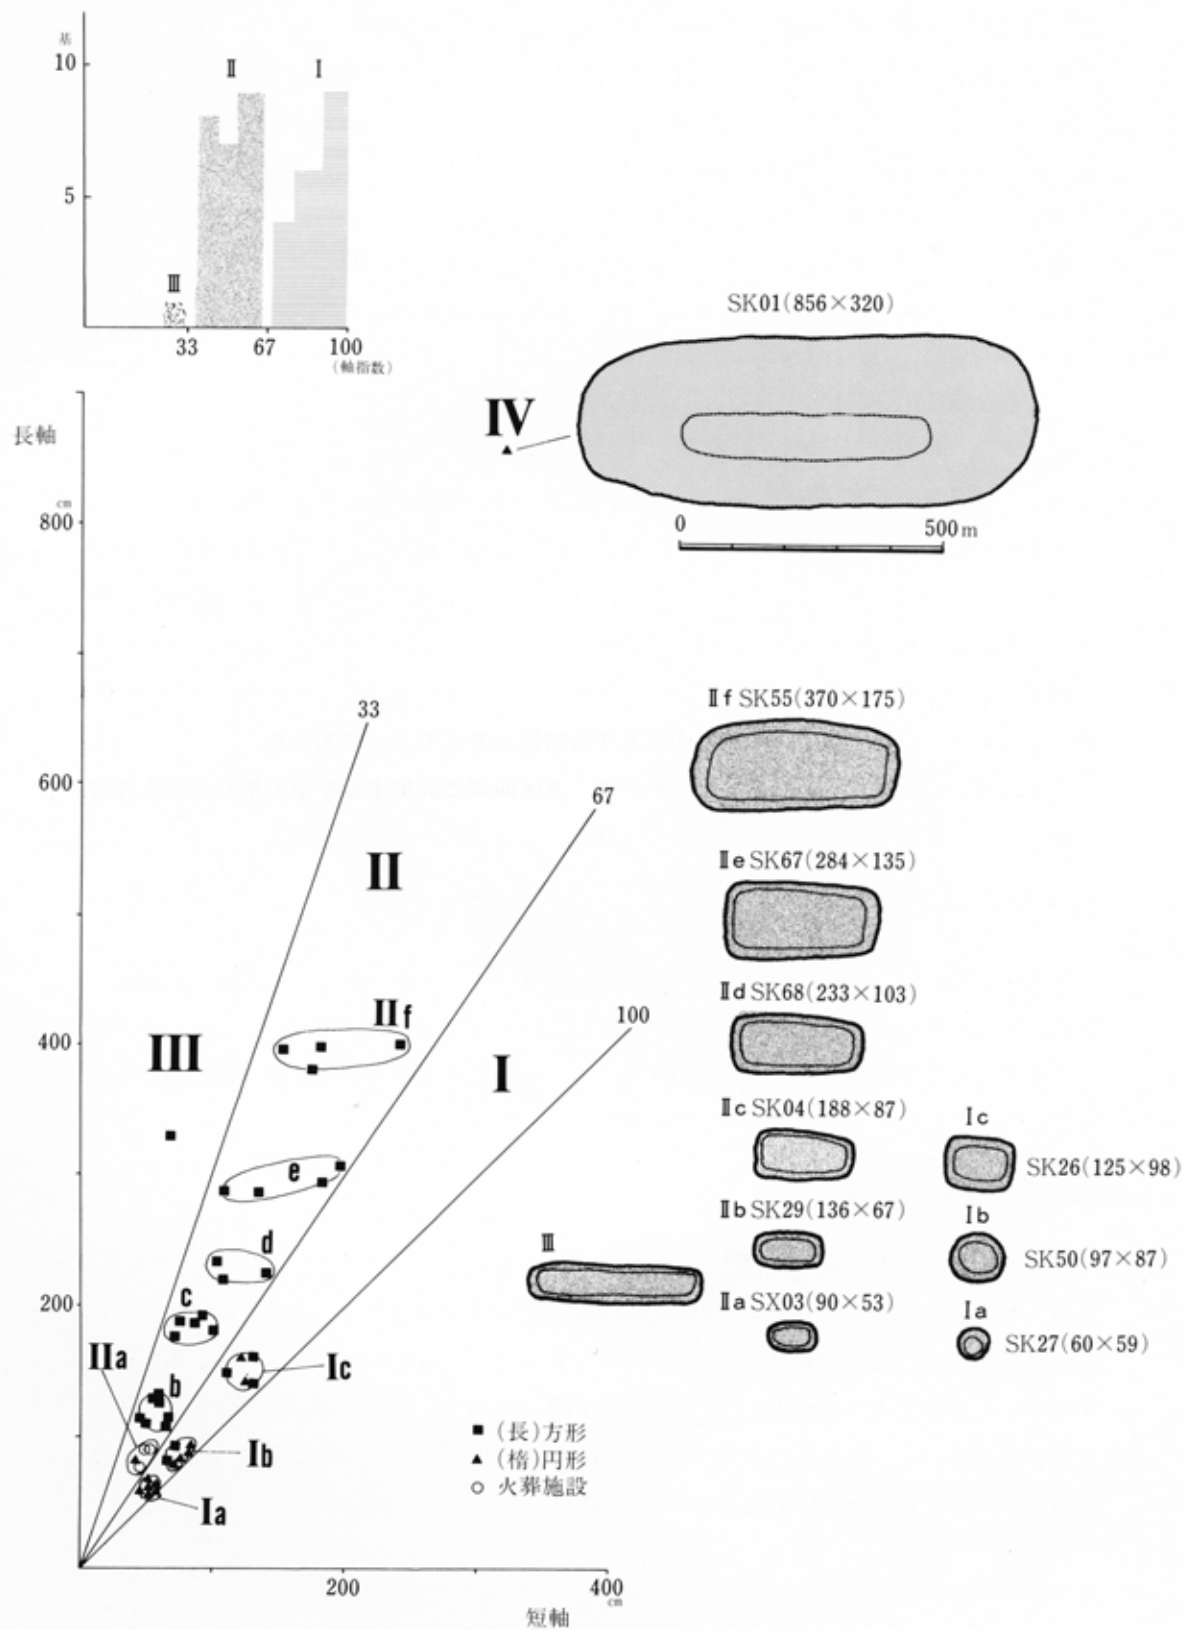 基
10
5
Ⅲ
Ⅱ
Ⅰ
33
67
100
(軸指数)
SK01(856×320)
Ⅳ
0
500m
長軸
cm
800
600
400
200
33
67
100
Ⅱ
Ⅲ
Ⅰ
Ⅱf
e
d
c
Ⅱa
b
Ⅰc
Ⅰb
Ⅰa
Ⅱf SK55(370×175)
Ⅱe SK67(284×135)
Ⅱd SK68(233×103)
Ⅱc SK04(188×87)
Ⅰc
SK26(125×98)
Ⅱb SK29(136×67)
Ⅰb
SK50(97×87)
Ⅲ
Ⅱa SX03(90×53)
Ⅰa
SK27(60×59)
■ (長)方形
▲ (楕)円形
○ 火葬施設
200
400
cm
短軸